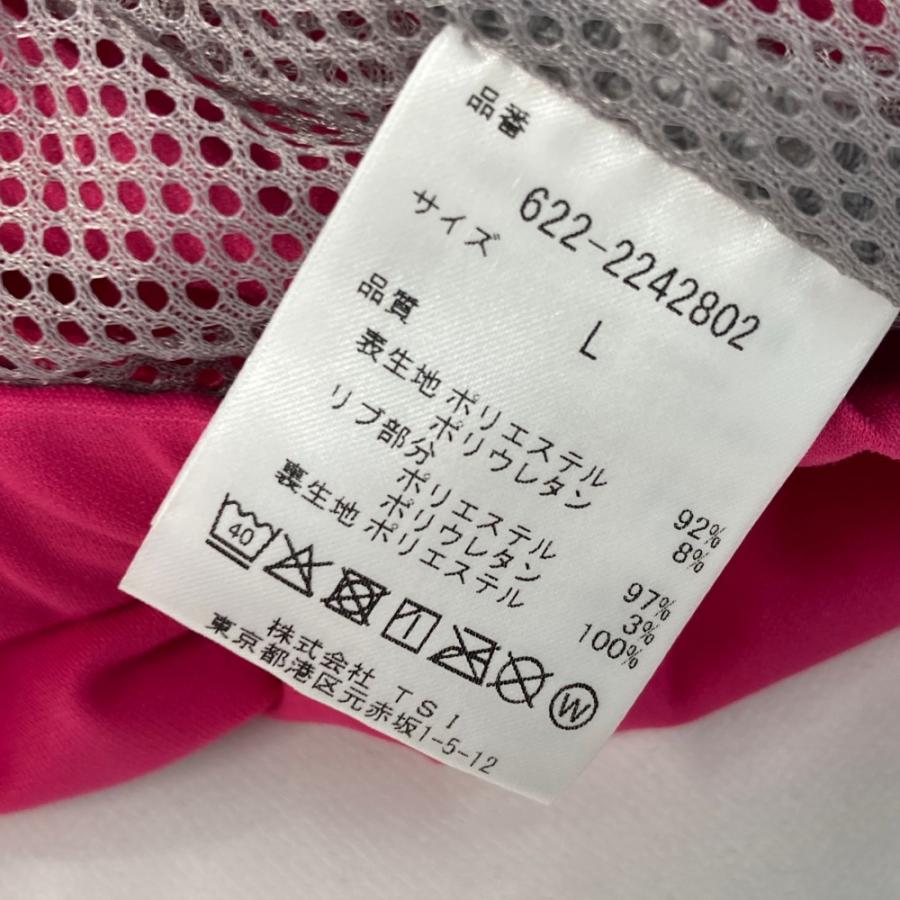 品番
622-2242802
サイズ
L
品質
表生地 ポリエステル 92%
ポリウレタン 8%
リブ部分
ポリエステル 97%
ポリウレタン 3%
裏生地 ポリエステル 100%
40 W
株式会社 TSI
東京都港区元赤坂1-5-12